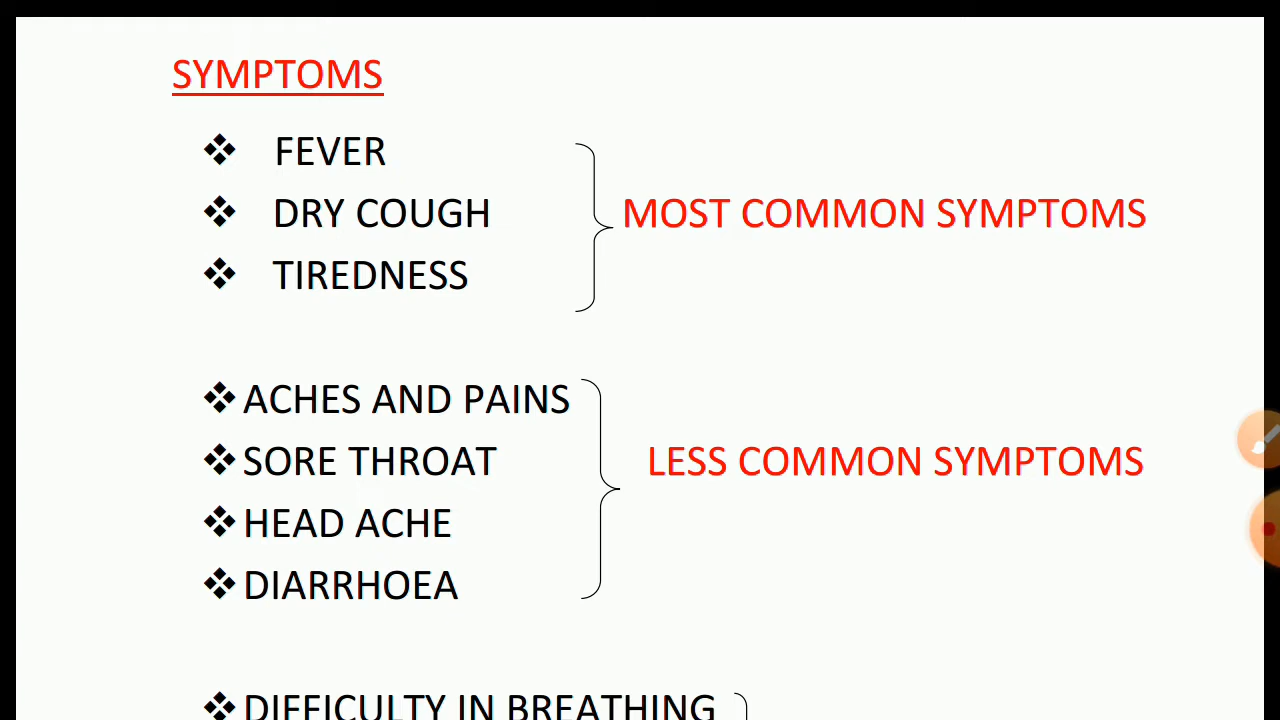 SYMPTOMS
❖ FEVER
❖ DRY COUGH
❖ TIREDNESS
MOST COMMON SYMPTOMS
❖ ACHES AND PAINS
❖ SORE THROAT
❖ HEAD ACHE
❖ DIARRHOEA
LESS COMMON SYMPTOMS
❖ DIFFICULTY IN BREATHING